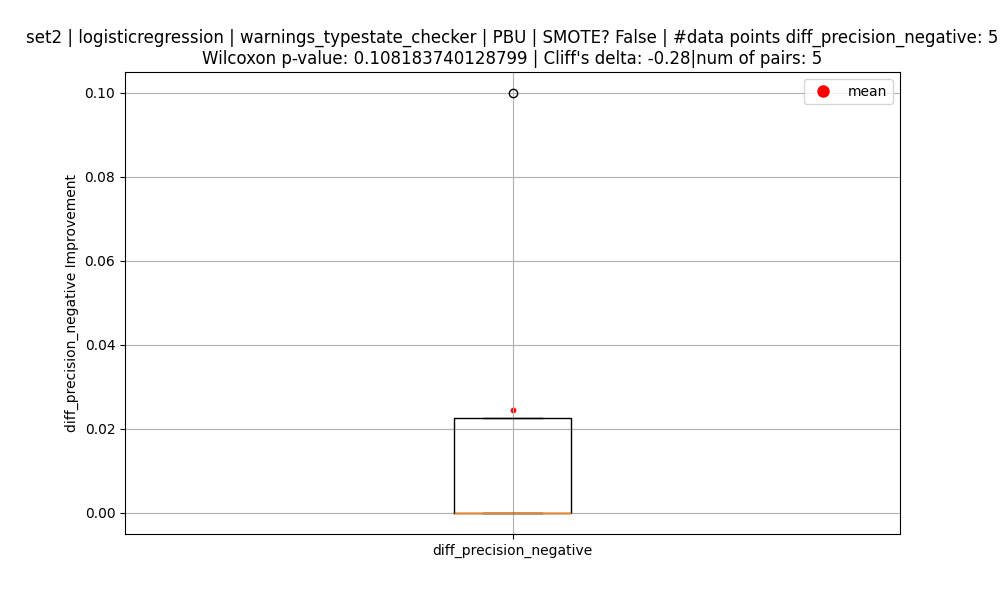 set2 | logisticregression | warnings_typestate_checker | PBU | SMOTE? False | #data points diff_precision_negative: 5
Wilcoxon p-value: 0.108183740128799 | Cliff's delta: -0.28|num of pairs: 5
mean
0.10
0.08
0.06
0.04
0.02
0.00
diff_precision_negative Improvement
diff_precision_negative